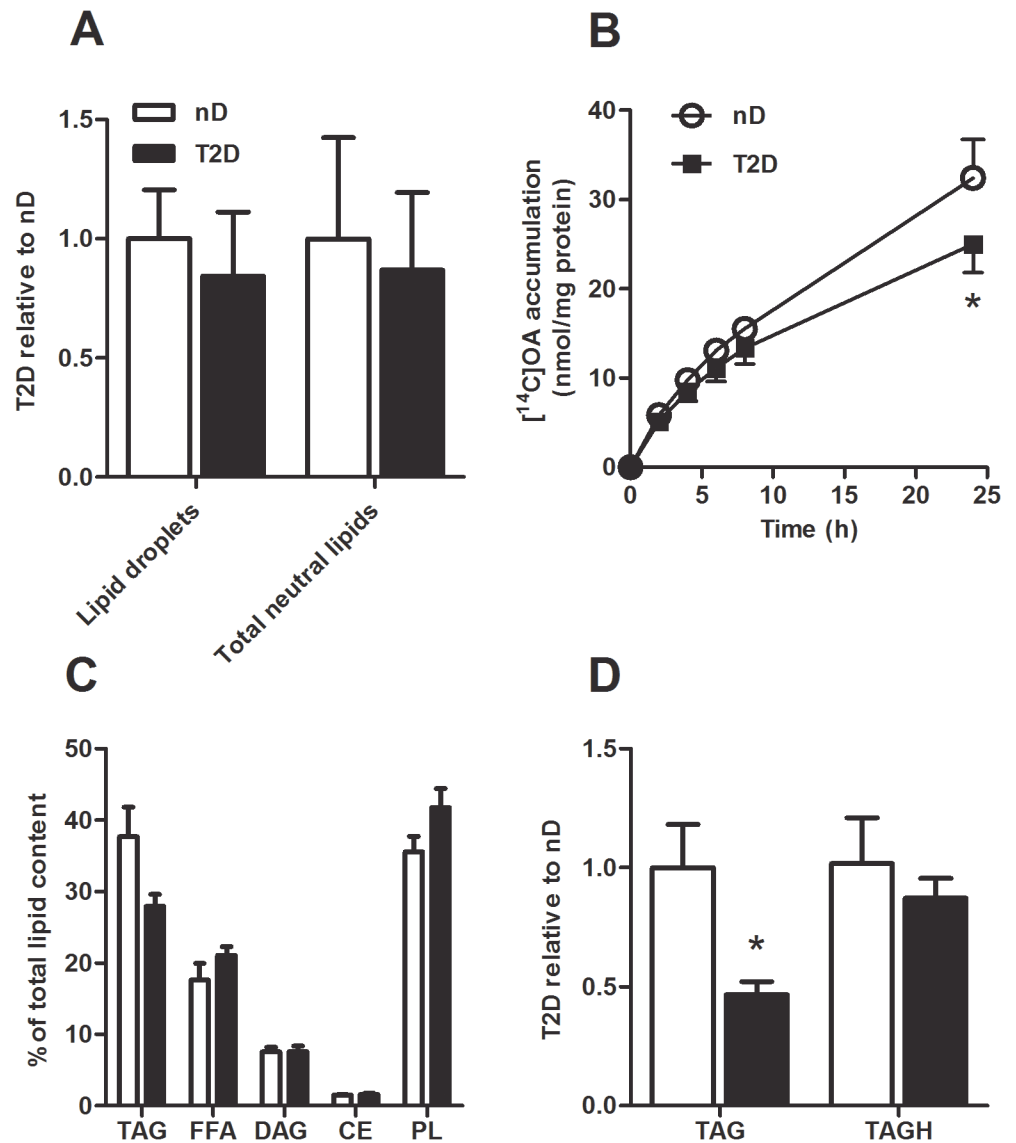 A
nD
T2D
T2D relative to nD
1.5
1.0
0.5
0.0
Lipid droplets
Total neutral lipids
B
nD
T2D
[¹⁴C]OA accumulation
(nmol/mg protein)
40
30
20
10
0
*
0 5 10 15 20 25
Time (h)
C
% of total lipid content
50
40
30
20
10
0
TAG FFA DAG CE PL
D
T2D relative to nD
1.5
1.0
0.5
0.0
*
TAG TAGH